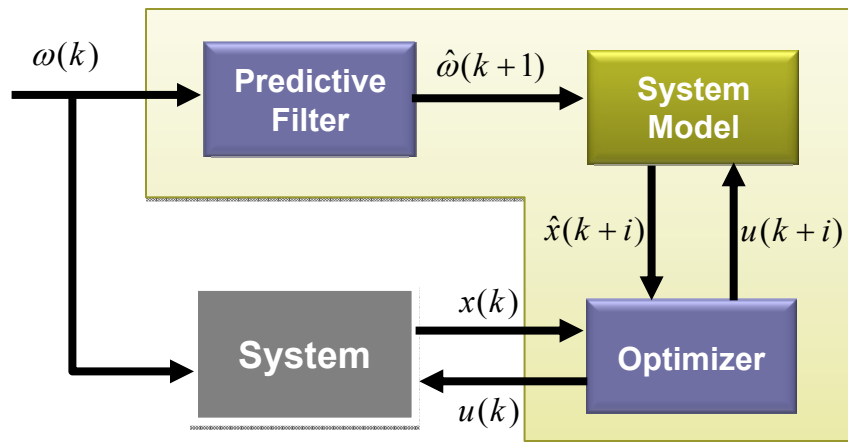 ω(k)
Predictive
Filter
ω̂(k+1)
System
Model
x̂(k+i)
u(k+i)
System
x(k)
u(k)
Optimizer